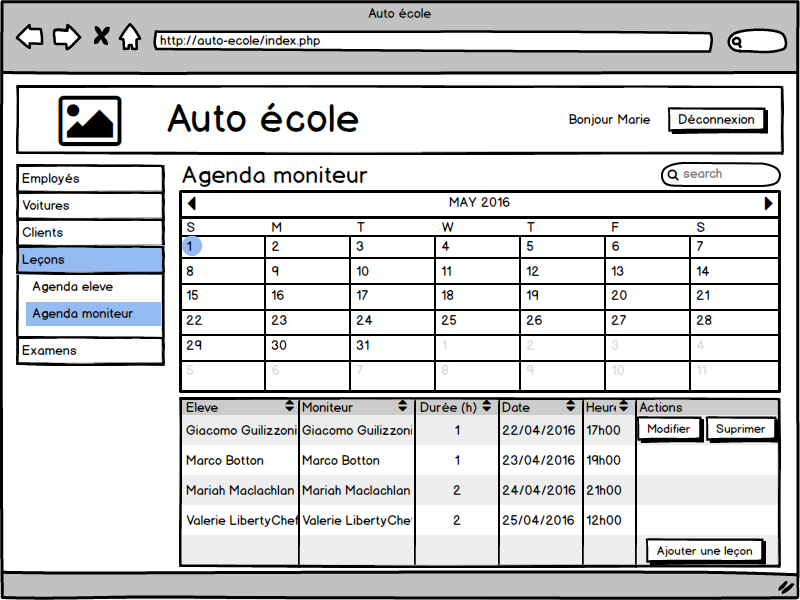 Auto école
http://auto-ecole/index.php
Auto école
Bonjour Marie
Déconnexion
Employés
Voitures
Clients
Leçons
Agenda eleve
Agenda moniteur
Examens
Agenda moniteur
search
MAY 2016
S M T W T F S
1 2 3 4 5 6 7
8 9 10 11 12 13 14
15 16 17 18 19 20 21
22 23 24 25 26 27 28
29 30 31 1 2 3 4
5 6 7 8 9 10 11
Eleve Moniteur Durée (h) Date Heure Actions
Giacomo Guilizzoni Giacomo Guilizzoni 1 22/04/2016 17h00 Modifier Suprimer
Marco Botton Marco Botton 1 23/04/2016 19h00
Mariah Maclachlan Mariah Maclachlan 2 24/04/2016 21h00
Valerie LibertyChef Valerie LibertyChe 2 25/04/2016 12h00
Ajouter une leçon